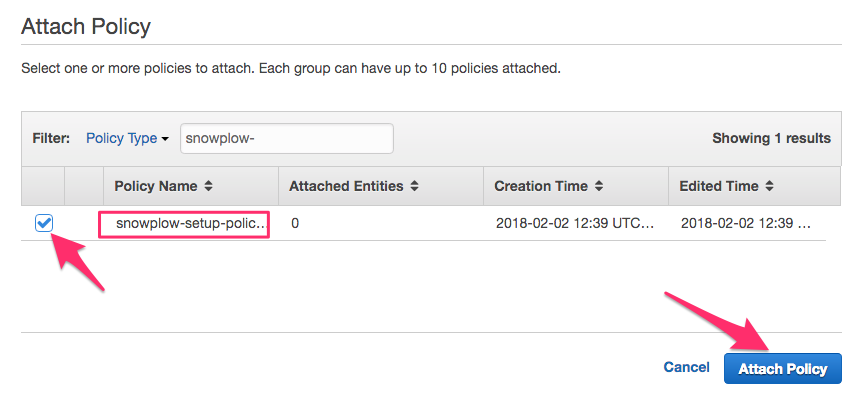 Attach Policy
Select one or more policies to attach. Each group can have up to 10 policies attached.
Filter: Policy Type snowplow- Showing 1 results
Policy Name Attached Entities Creation Time Edited Time
snowplow-setup-polic... 0 2018-02-02 12:39 UTC... 2018-02-02 12:39 ...
Cancel Attach Policy